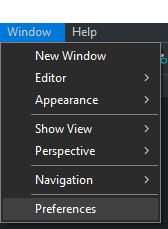 Window Help
New Window
Editor
Appearance
Show View
Perspective
Navigation
Preferences